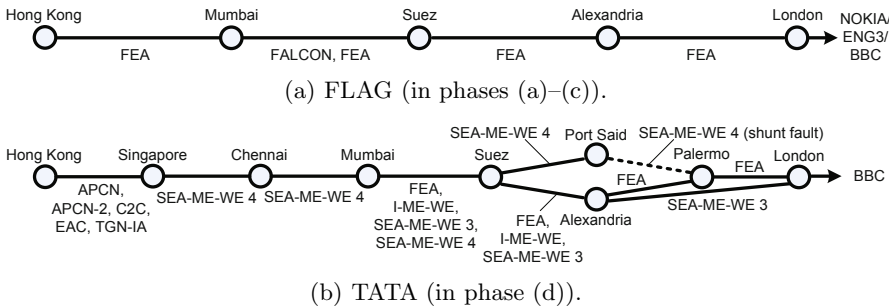 Hong Kong Mumbai Suez Alexandria London NOKIA/
ENG3/
BBC
FEA FALCON, FEA FEA FEA
(a) FLAG (in phases (a)–(c)).
SEA-ME-WE 4 Port Said SEA-ME-WE 4 (shunt fault)
Hong Kong Singapore Chennai Mumbai Suez Palermo London
FEA
BBC
APCN,
APCN-2, C2C,
EAC, TGN-IA
SEA-ME-WE 4 SEA-ME-WE 4
FEA,
I-ME-WE,
SEA-ME-WE 3,
SEA-ME-WE 4
FEA
Alexandria
SEA-ME-WE 3
FEA,
I-ME-WE,
SEA-ME-WE 3
(b) TATA (in phase (d)).